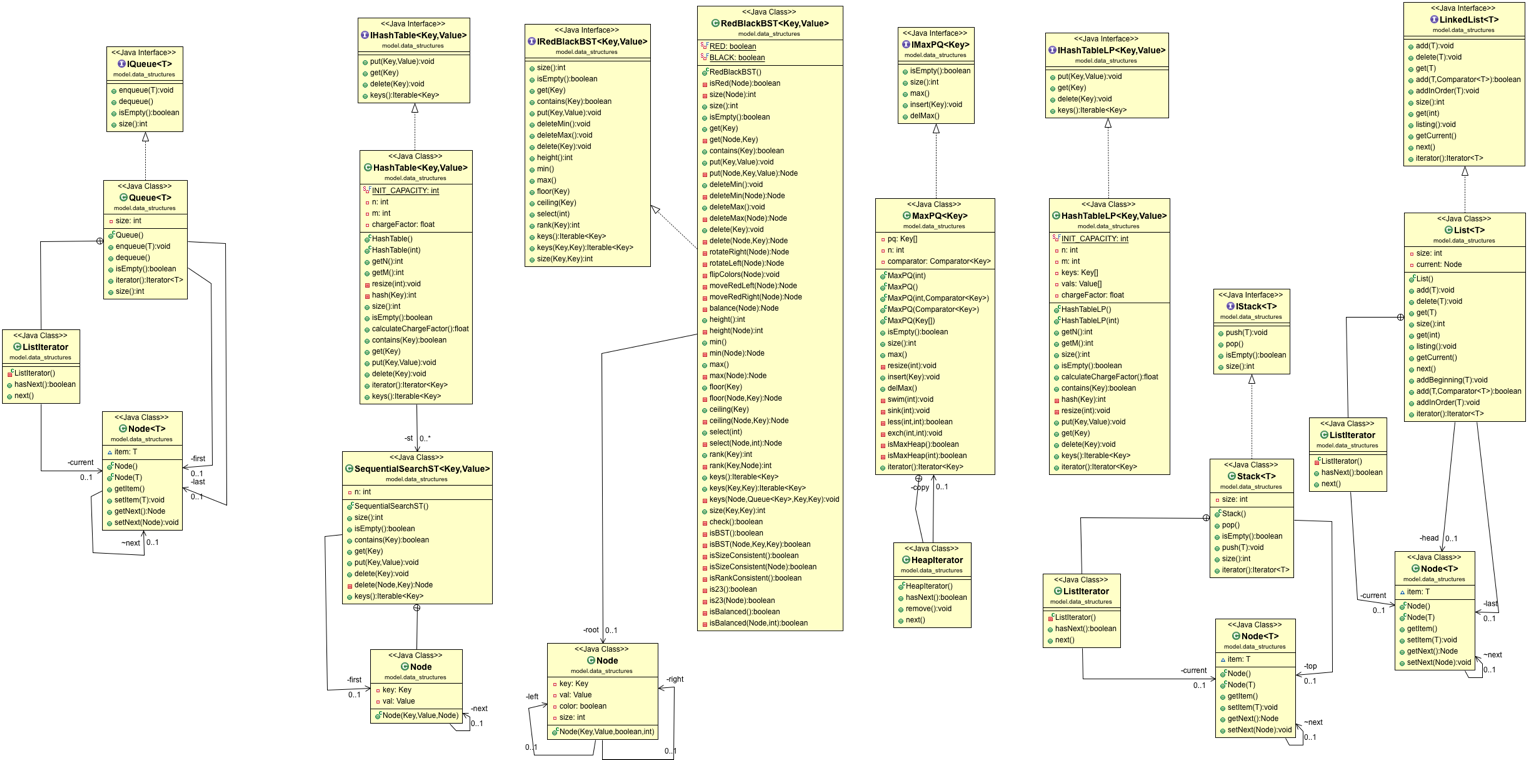 <<Java Interface>>
IQueue<T>
model.data_structures
enqueue(T):void
dequeue()
isEmpty():boolean
size():int
<<Java Class>>
Queue<T>
model.data_structures
size: int
Queue()
enqueue(T):void
dequeue()
isEmpty():boolean
iterator():Iterator<T>
size():int
<<Java Class>>
ListIterator
model.data_structures
ListIterator()
hasNext():boolean
next()
<<Java Class>>
Node<T>
model.data_structures
item: T
Node()
Node(T)
getItem()
setItem(T):void
getNext():Node
setNext(Node):void
-current
0..1
-first
0..1
-last
0..1
~next
0..1
<<Java Interface>>
IHashTable<Key,Value>
model.data_structures
put(Key,Value):void
get(Key)
delete(Key):void
keys():Iterable<Key>
<<Java Class>>
HashTable<Key,Value>
model.data_structures
INIT_CAPACITY: int
n: int
m: int
chargeFactor: float
HashTable()
HashTable(int)
getN():int
getM():int
resize(int):void
hash(Key):int
size():int
isEmpty():boolean
calculateChargeFactor():float
contains(Key):boolean
get(Key)
put(Key,Value):void
delete(Key):void
iterator():Iterator<Key>
keys():Iterable<Key>
-st
0..*
<<Java Class>>
SequentialSearchST<Key,Value>
model.data_structures
n: int
SequentialSearchST()
size():int
isEmpty():boolean
contains(Key):boolean
get(Key)
put(Key,Value):void
delete(Key):void
delete(Node,Key):Node
keys():Iterable<Key>
<<Java Class>>
Node
model.data_structures
key: Key
val: Value
Node(Key,Value,Node)
-first
0..1
-next
0..1
<<Java Interface>>
IRedBlackBST<Key,Value>
model.data_structures
size():int
isEmpty():boolean
get(Key)
contains(Key):boolean
put(Key,Value):void
deleteMin():void
deleteMax():void
delete(Key):void
height():int
min()
max()
floor(Key)
ceiling(Key)
select(int)
rank(Key):int
keys():Iterable<Key>
keys(Key,Key):Iterable<Key>
size(Key,Key):int
<<Java Class>>
RedBlackBST<Key,Value>
model.data_structures
RED: boolean
BLACK: boolean
RedBlackBST()
isRed(Node):boolean
size(Node):int
size():int
isEmpty():boolean
get(Key)
get(Node,Key)
contains(Key):boolean
put(Key,Value):void
put(Node,Key,Value):Node
deleteMin():void
deleteMin(Node):Node
deleteMax():void
deleteMax(Node):Node
delete(Key):void
delete(Node,Key):Node
rotateRight(Node):Node
rotateLeft(Node):Node
flipColors(Node):void
moveRedLeft(Node):Node
moveRedRight(Node):Node
balance(Node):Node
height():int
height(Node):int
min()
min(Node):Node
max()
max(Node):Node
floor(Key)
floor(Node,Key):Node
ceiling(Key)
ceiling(Node,Key):Node
select(int)
select(Node,int):Node
rank(Key):int
rank(Key,Node):int
keys():Iterable<Key>
keys(Key,Key):Iterable<Key>
keys(Node,Queue<Key>,Key,Key):void
size(Key,Key):int
check():boolean
isBST():boolean
isBST(Node,Key,Key):boolean
isSizeConsistent():boolean
isSizeConsistent(Node):boolean
isRankConsistent():boolean
is23():boolean
is23(Node):boolean
isBalanced():boolean
isBalanced(Node,int):boolean
-root
0..1
<<Java Class>>
Node
model.data_structures
key: Key
val: Value
color: boolean
size: int
Node(Key,Value,boolean,int)
-left
0..1
-right
0..1
<<Java Interface>>
IMaxPQ<Key>
model.data_structures
isEmpty():boolean
size():int
max()
insert(Key):void
delMax()
<<Java Class>>
MaxPQ<Key>
model.data_structures
pq: Key[]
n: int
comparator: Comparator<Key>
MaxPQ(int)
MaxPQ()
MaxPQ(int,Comparator<Key>)
MaxPQ(Comparator<Key>)
MaxPQ(Key[])
isEmpty():boolean
size():int
max()
resize(int):void
insert(Key):void
delMax()
swim(int):void
sink(int):void
less(int,int):boolean
exch(int,int):void
isMaxHeap():boolean
isMaxHeap(int):boolean
iterator():Iterator<Key>
-copy
0..1
<<Java Class>>
HeapIterator
model.data_structures
HeapIterator()
hasNext():boolean
remove():void
next()
<<Java Interface>>
IHashTableLP<Key,Value>
model.data_structures
put(Key,Value):void
get(Key)
delete(Key):void
keys():Iterable<Key>
<<Java Class>>
HashTableLP<Key,Value>
model.data_structures
INIT_CAPACITY: int
n: int
m: int
keys: Key[]
vals: Value[]
chargeFactor: float
HashTableLP()
HashTableLP(int)
getN():int
getM():int
size():int
isEmpty():boolean
calculateChargeFactor():float
contains(Key):boolean
hash(Key):int
resize(int):void
put(Key,Value):void
get(Key)
delete(Key):void
keys():Iterable<Key>
iterator():Iterator<Key>
<<Java Interface>>
IStack<T>
model.data_structures
push(T):void
pop()
isEmpty():boolean
size():int
<<Java Class>>
Stack<T>
model.data_structures
size: int
Stack()
pop()
isEmpty():boolean
push(T):void
size():int
iterator():Iterator<T>
<<Java Class>>
ListIterator
model.data_structures
ListIterator()
hasNext():boolean
next()
<<Java Class>>
Node<T>
model.data_structures
item: T
Node()
Node(T)
getItem()
setItem(T):void
getNext():Node
setNext(Node):void
-current
0..1
-top
0..1
~next
0..1
<<Java Interface>>
LinkedList<T>
model.data_structures
add(T):void
delete(T):void
get(T)
add(T,Comparator<T>):boolean
addInOrder(T):void
size():int
get(int)
listing():void
getCurrent()
next()
iterator():Iterator<T>
<<Java Class>>
List<T>
model.data_structures
size: int
current: Node
List()
add(T):void
delete(T):void
get(T)
size():int
get(int)
listing():void
getCurrent()
next()
addBeginning(T):void
add(T,Comparator<T>):boolean
addInOrder(T):void
iterator():Iterator<T>
<<Java Class>>
ListIterator
model.data_structures
ListIterator()
hasNext():boolean
next()
-head
0..1
<<Java Class>>
Node<T>
model.data_structures
item: T
Node()
Node(T)
getItem()
setItem(T):void
getNext():Node
setNext(Node):void
-current
0..1
-last
0..1
~next
0..1